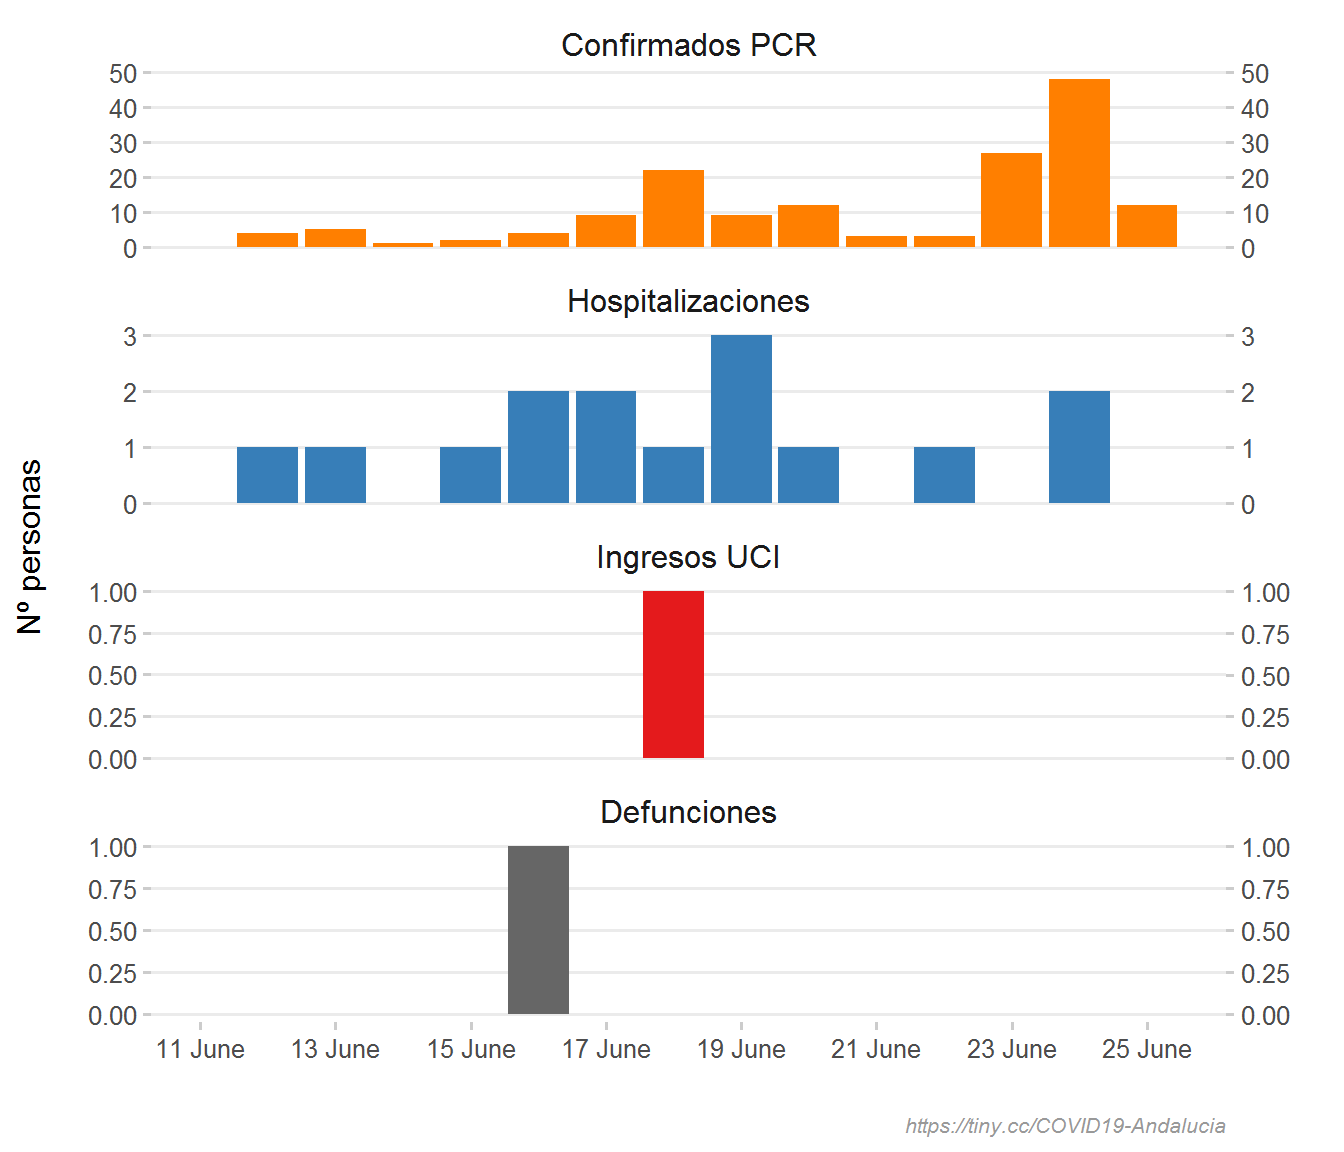 Confirmados PCR
50 50
40 40
30 30
20 20
10 10
0 0
Hospitalizaciones
3 3
2 2
1 1
0 0
Nº personas
Ingresos UCI
1.00 1.00
0.75 0.75
0.50 0.50
0.25 0.25
0.00 0.00
Defunciones
1.00 1.00
0.75 0.75
0.50 0.50
0.25 0.25
0.00 0.00
11 June 13 June 15 June 17 June 19 June 21 June 23 June 25 June
https://tiny.cc/COVID19-Andalucia